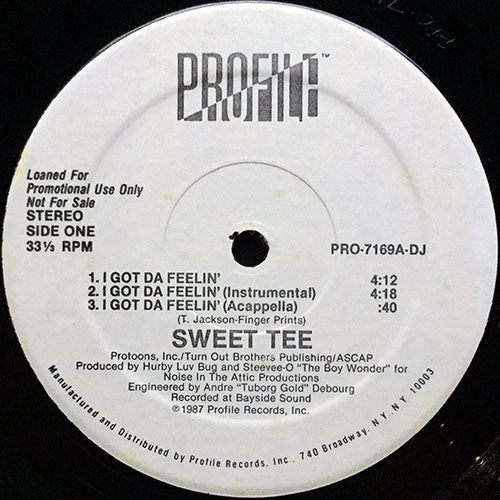 PROFILE™
Loaned For
Promotional Use Only
Not For Sale
STEREO
SIDE ONE
33⅓ RPM
PRO-7169A-DJ
1. I GOT DA FEELIN' 4:12
2. I GOT DA FEELIN' (Instrumental) 4:18
3. I GOT DA FEELIN' (Acappella) :40
(T. Jackson-Finger Prints)
SWEET TEE
Protoons, Inc./Turn Out Brothers Publishing/ASCAP
Produced by Hurby Luv Bug and Steevee-O "The Boy Wonder" for
Noise In The Attic Productions
Engineered by Andre "Tuborg Gold" Debourg
Recorded at Bayside Sound
℗1987 Profile Records, Inc.
Manufactured and Distributed by Profile Records, Inc., 740 Broadway, N.Y., N.Y. 10003